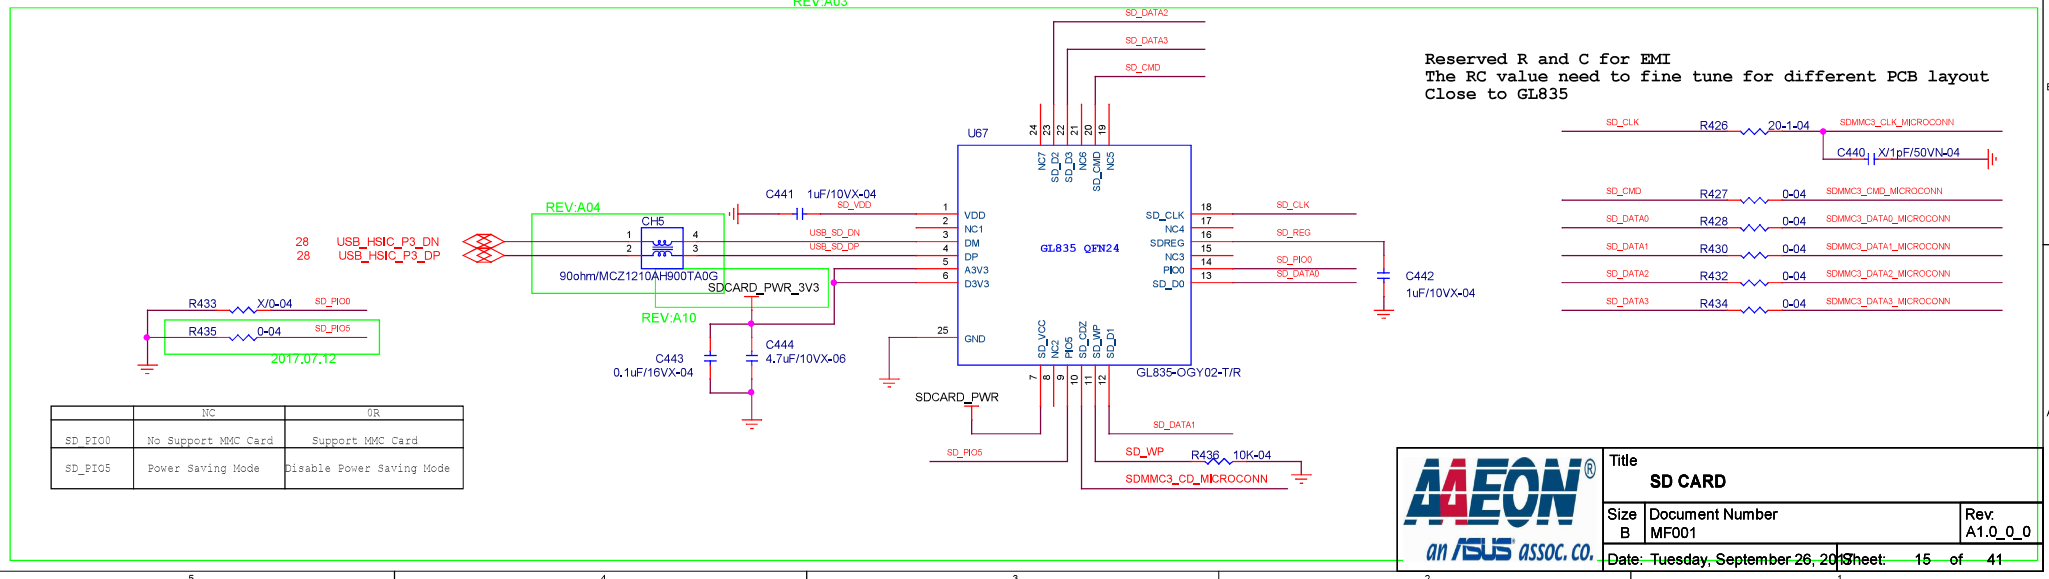 REV:A03
SD_DATA2
SD_DATA3
SD_CMD
Reserved R and C for EMI
The RC value need to fine tune for different PCB layout
Close to GL835
SD_CLK R426 20-1-04 SDMMC3_CLK_MICROCONN
C440 X/1pF/50VN-04
SD_CMD R427 0-04 SDMMC3_CMD_MICROCONN
SD_DATA0 R428 0-04 SDMMC3_DATA0_MICROCONN
SD_DATA1 R430 0-04 SDMMC3_DATA1_MICROCONN
SD_DATA2 R432 0-04 SDMMC3_DATA2_MICROCONN
SD_DATA3 R434 0-04 SDMMC3_DATA3_MICROCONN
U67
24 23 22 21 20 19
NC7 SD_D2 SD_D3 NC6 SD_CMD NC5
C441 1uF/10VX-04
SD_VDD 1 VDD
2 NC1
3 DM
4 DP
5 A3V3
6 D3V3
25 GND
GL835 QFN24
SD_CLK 18 SD_CLK
NC4 17
SDREG 16 SD_REG
NC3 15
PIO0 14 SD_PIO0
SD_D0 13 SD_DATA0
C442
1uF/10VX-04
REV:A04
CH5
28 USB_HSIC_P3_DN 1 4 USB_SD_DN
28 USB_HSIC_P3_DP 2 3 USB_SD_DP
90ohm/MCZ1210AH900TA0G
SDCARD_PWR_3V3
REV:A10
C443
0.1uF/16VX-04
C444
4.7uF/10VX-06
R433 X/0-04 SD_PIO0
R435 0-04 SD_PIO5
2017.07.12
SD_VCC NC2 PIO5 SD_CDZ SD_WP SD_D1
7 8 9 10 11 12
GL835-OGY02-T/R
SDCARD_PWR
SD_DATA1
SD_PIO5
SD_WP R436 10K-04
SDMMC3_CD_MICROCONN
NC 0R
SD_PIO0 No Support MMC Card Support MMC Card
SD_PIO5 Power Saving Mode Disable Power Saving Mode
AAEON®
an ASUS assoc. co.
Title
SD CARD
Size Document Number Rev:
B MF001 A1.0_0_0
Date: Tuesday, September 26, 2017 Sheet: 15 of 41
5 4 3 2 1